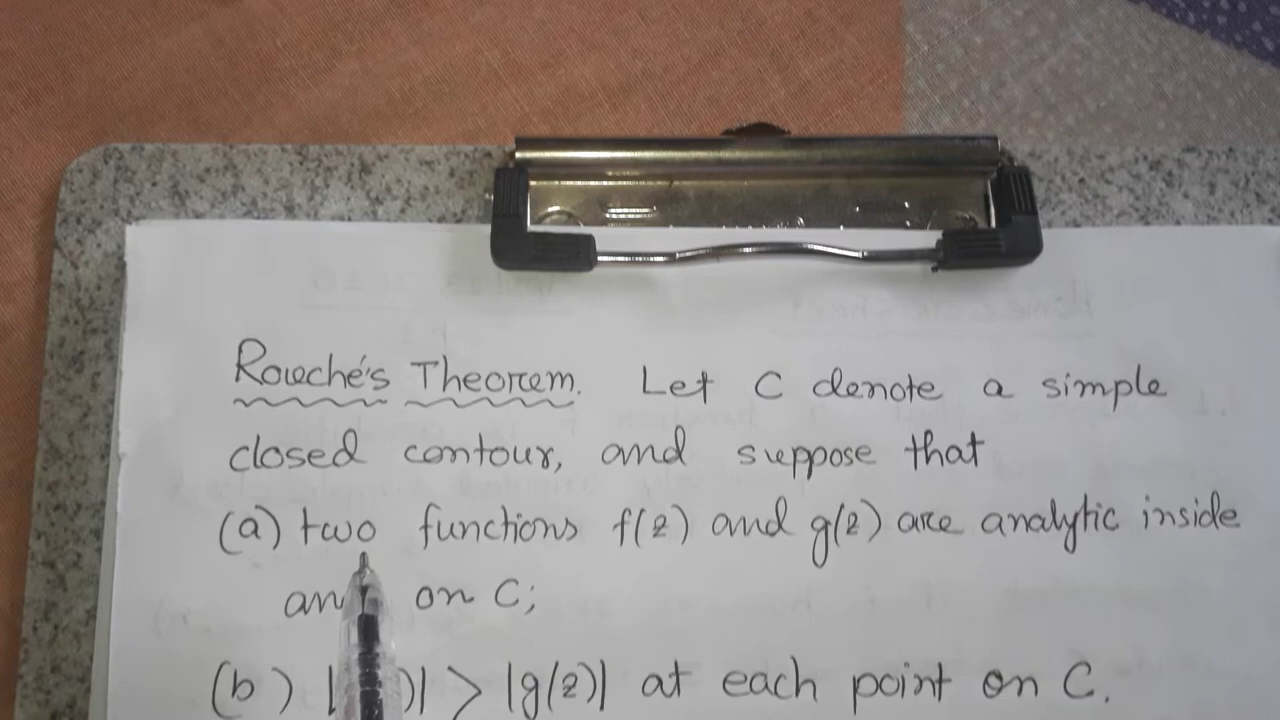 Rouché's Theorem. Let C denote a simple
closed contour, and suppose that
(a) two functions f(z) and g(z) are analytic inside
on C;
(b) > |g(z)| at each point on C.